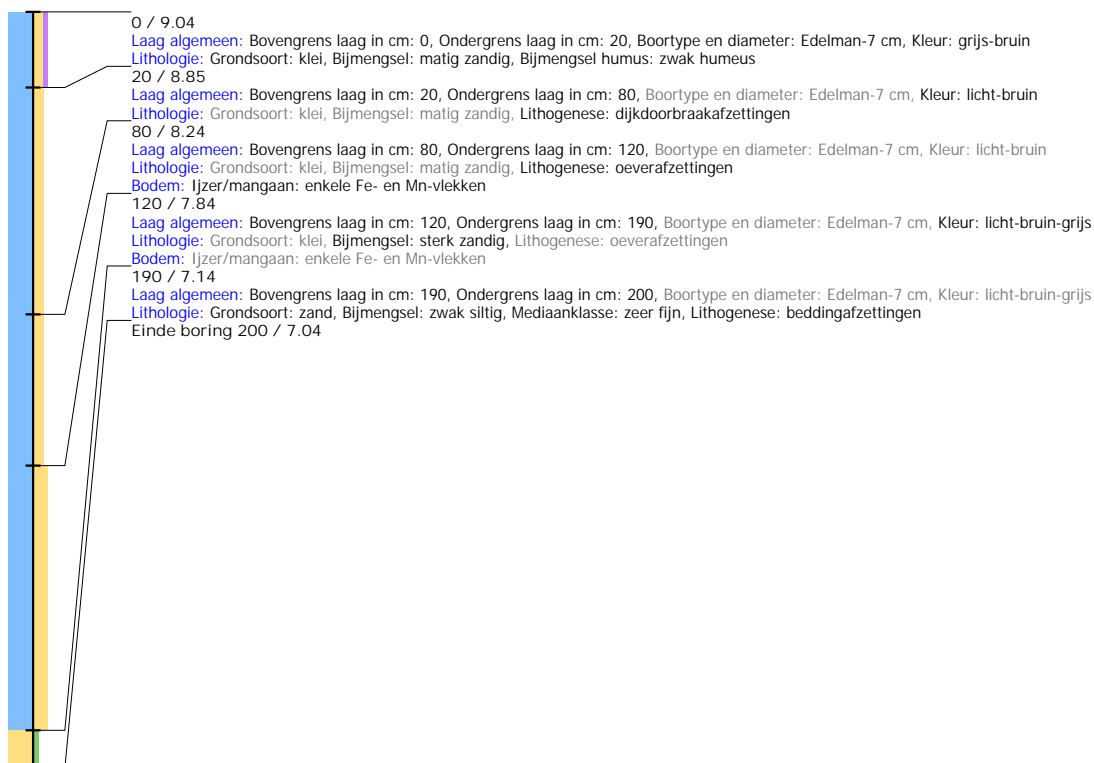 0 / 9.04
Laag algemeen: Bovengrens laag in cm: 0, Ondergrens laag in cm: 20, Boortype en diameter: Edelman-7 cm, Kleur: grijs-bruin
Lithologie: Grondsoort: klei, Bijmengsel: matig zandig, Bijmengsel humus: zwak humeus
20 / 8.85
Laag algemeen: Bovengrens laag in cm: 20, Ondergrens laag in cm: 80, Boortype en diameter: Edelman-7 cm, Kleur: licht-bruin
Lithologie: Grondsoort: klei, Bijmengsel: matig zandig, Lithogenese: dijkdoorbraakafzettingen
80 / 8.24
Laag algemeen: Bovengrens laag in cm: 80, Ondergrens laag in cm: 120, Boortype en diameter: Edelman-7 cm, Kleur: licht-bruin
Lithologie: Grondsoort: klei, Bijmengsel: matig zandig, Lithogenese: oeverafzettingen
Bodem: Ijzer/mangaan: enkele Fe- en Mn-vlekken
120 / 7.84
Laag algemeen: Bovengrens laag in cm: 120, Ondergrens laag in cm: 190, Boortype en diameter: Edelman-7 cm, Kleur: licht-bruin-grijs
Lithologie: Grondsoort: klei, Bijmengsel: sterk zandig, Lithogenese: oeverafzettingen
Bodem: Ijzer/mangaan: enkele Fe- en Mn-vlekken
190 / 7.14
Laag algemeen: Bovengrens laag in cm: 190, Ondergrens laag in cm: 200, Boortype en diameter: Edelman-7 cm, Kleur: licht-bruin-grijs
Lithologie: Grondsoort: zand, Bijmengsel: zwak siltig, Mediaanklasse: zeer fijn, Lithogenese: beddingafzettingen
Einde boring 200 / 7.04